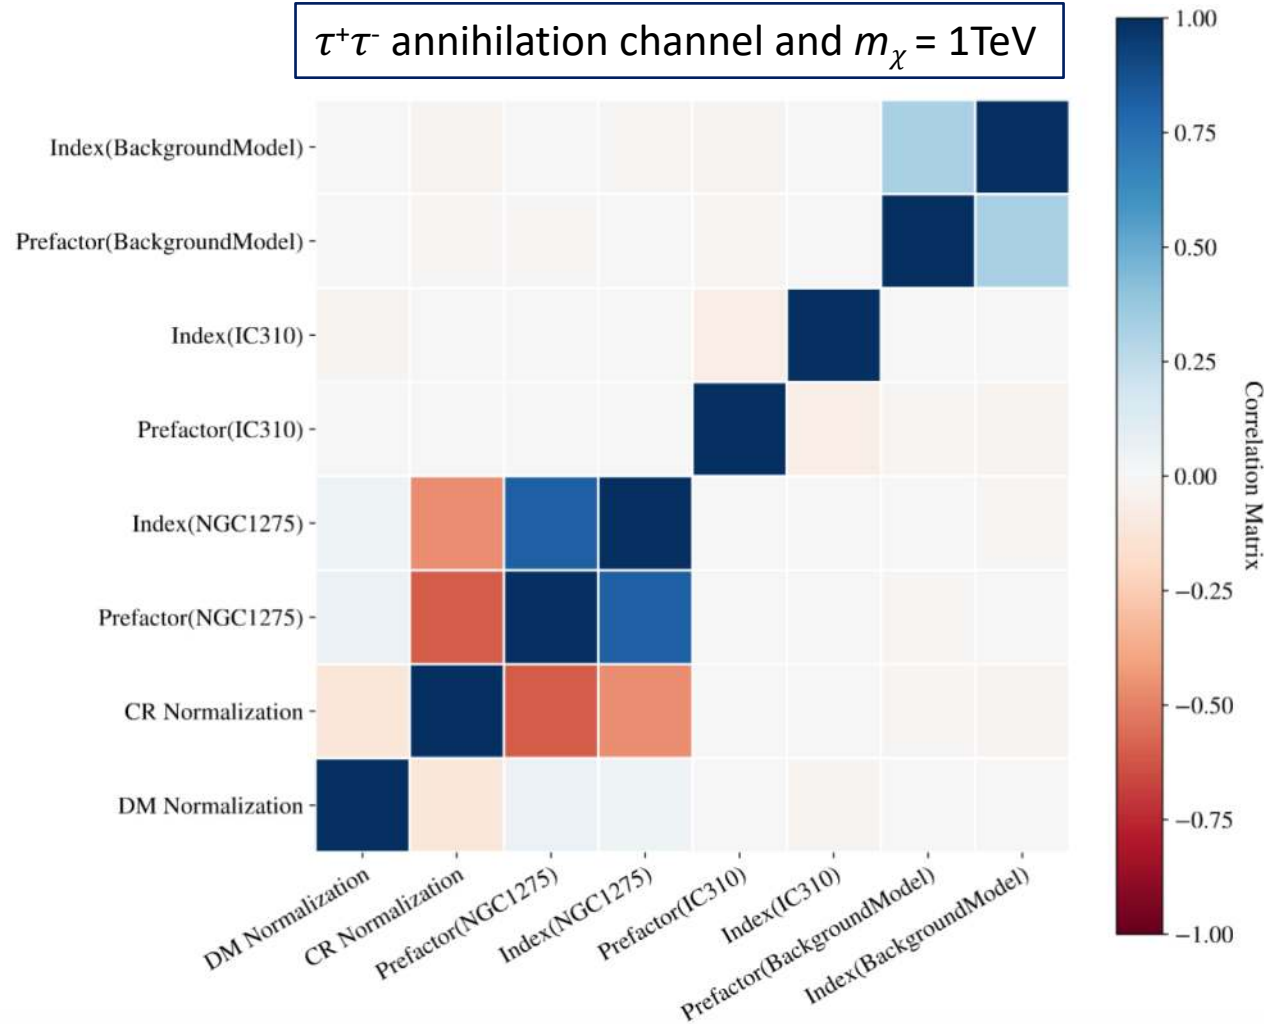 τ⁺τ⁻ annihilation channel and mχ = 1TeV
Index(BackgroundModel)
Prefactor(BackgroundModel)
Index(IC310)
Prefactor(IC310)
Index(NGC1275)
Prefactor(NGC1275)
CR Normalization
DM Normalization
DM Normalization
CR Normalization
Prefactor(NGC1275)
Index(NGC1275)
Prefactor(IC310)
Index(IC310)
Prefactor(BackgroundModel)
Index(BackgroundModel)
1.00
0.75
0.50
0.25
0.00
−0.25
−0.50
−0.75
−1.00
Correlation Matrix